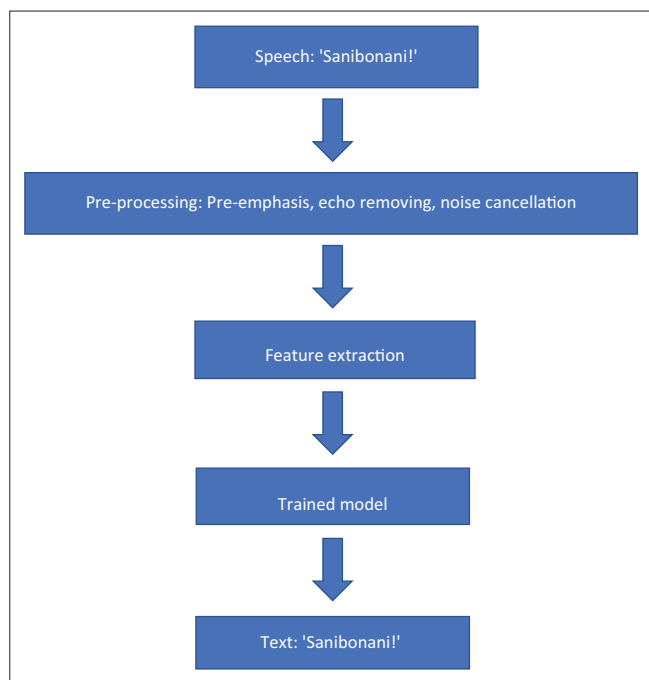 Speech: 'Sanibonani!'
Pre-processing: Pre-emphasis, echo removing, noise cancellation
Feature extraction
Trained model
Text: 'Sanibonani!'